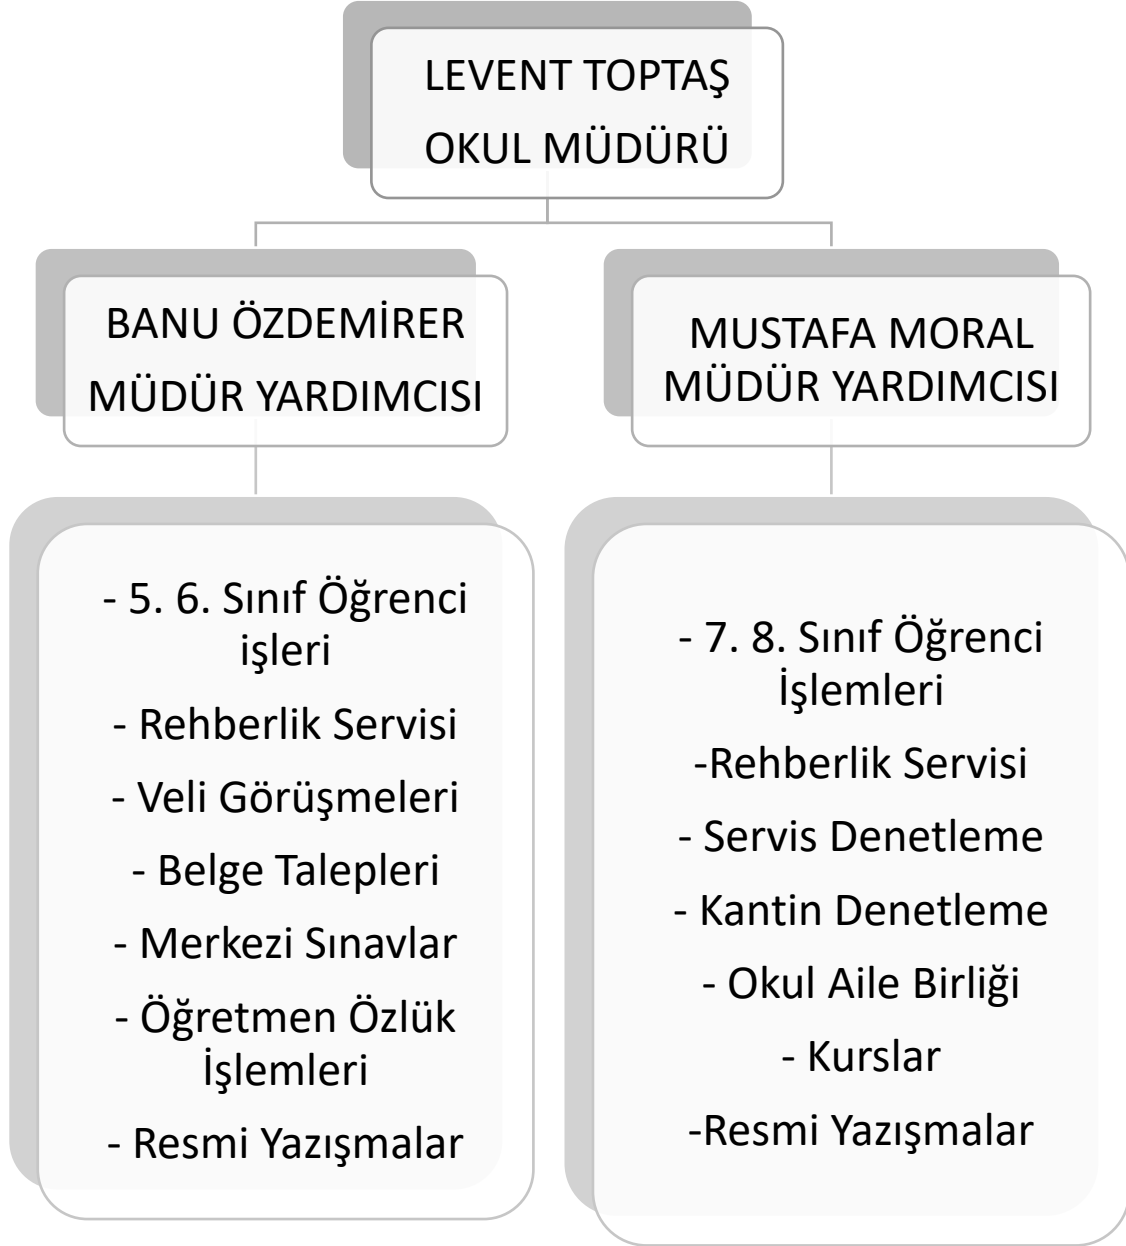 LEVENT TOPTAŞ
OKUL MÜDÜRÜ
BANU ÖZDEMİRER
MÜDÜR YARDIMCISI
MUSTAFA MORAL
MÜDÜR YARDIMCISI
- 5. 6. Sınıf Öğrenci
işleri
- Rehberlik Servisi
- Veli Görüşmeleri
- Belge Talepleri
- Merkezi Sınavlar
- Öğretmen Özlük
İşlemleri
- Resmi Yazışmalar
- 7. 8. Sınıf Öğrenci
İşlemleri
-Rehberlik Servisi
- Servis Denetleme
- Kantin Denetleme
- Okul Aile Birliği
- Kurslar
-Resmi Yazışmalar